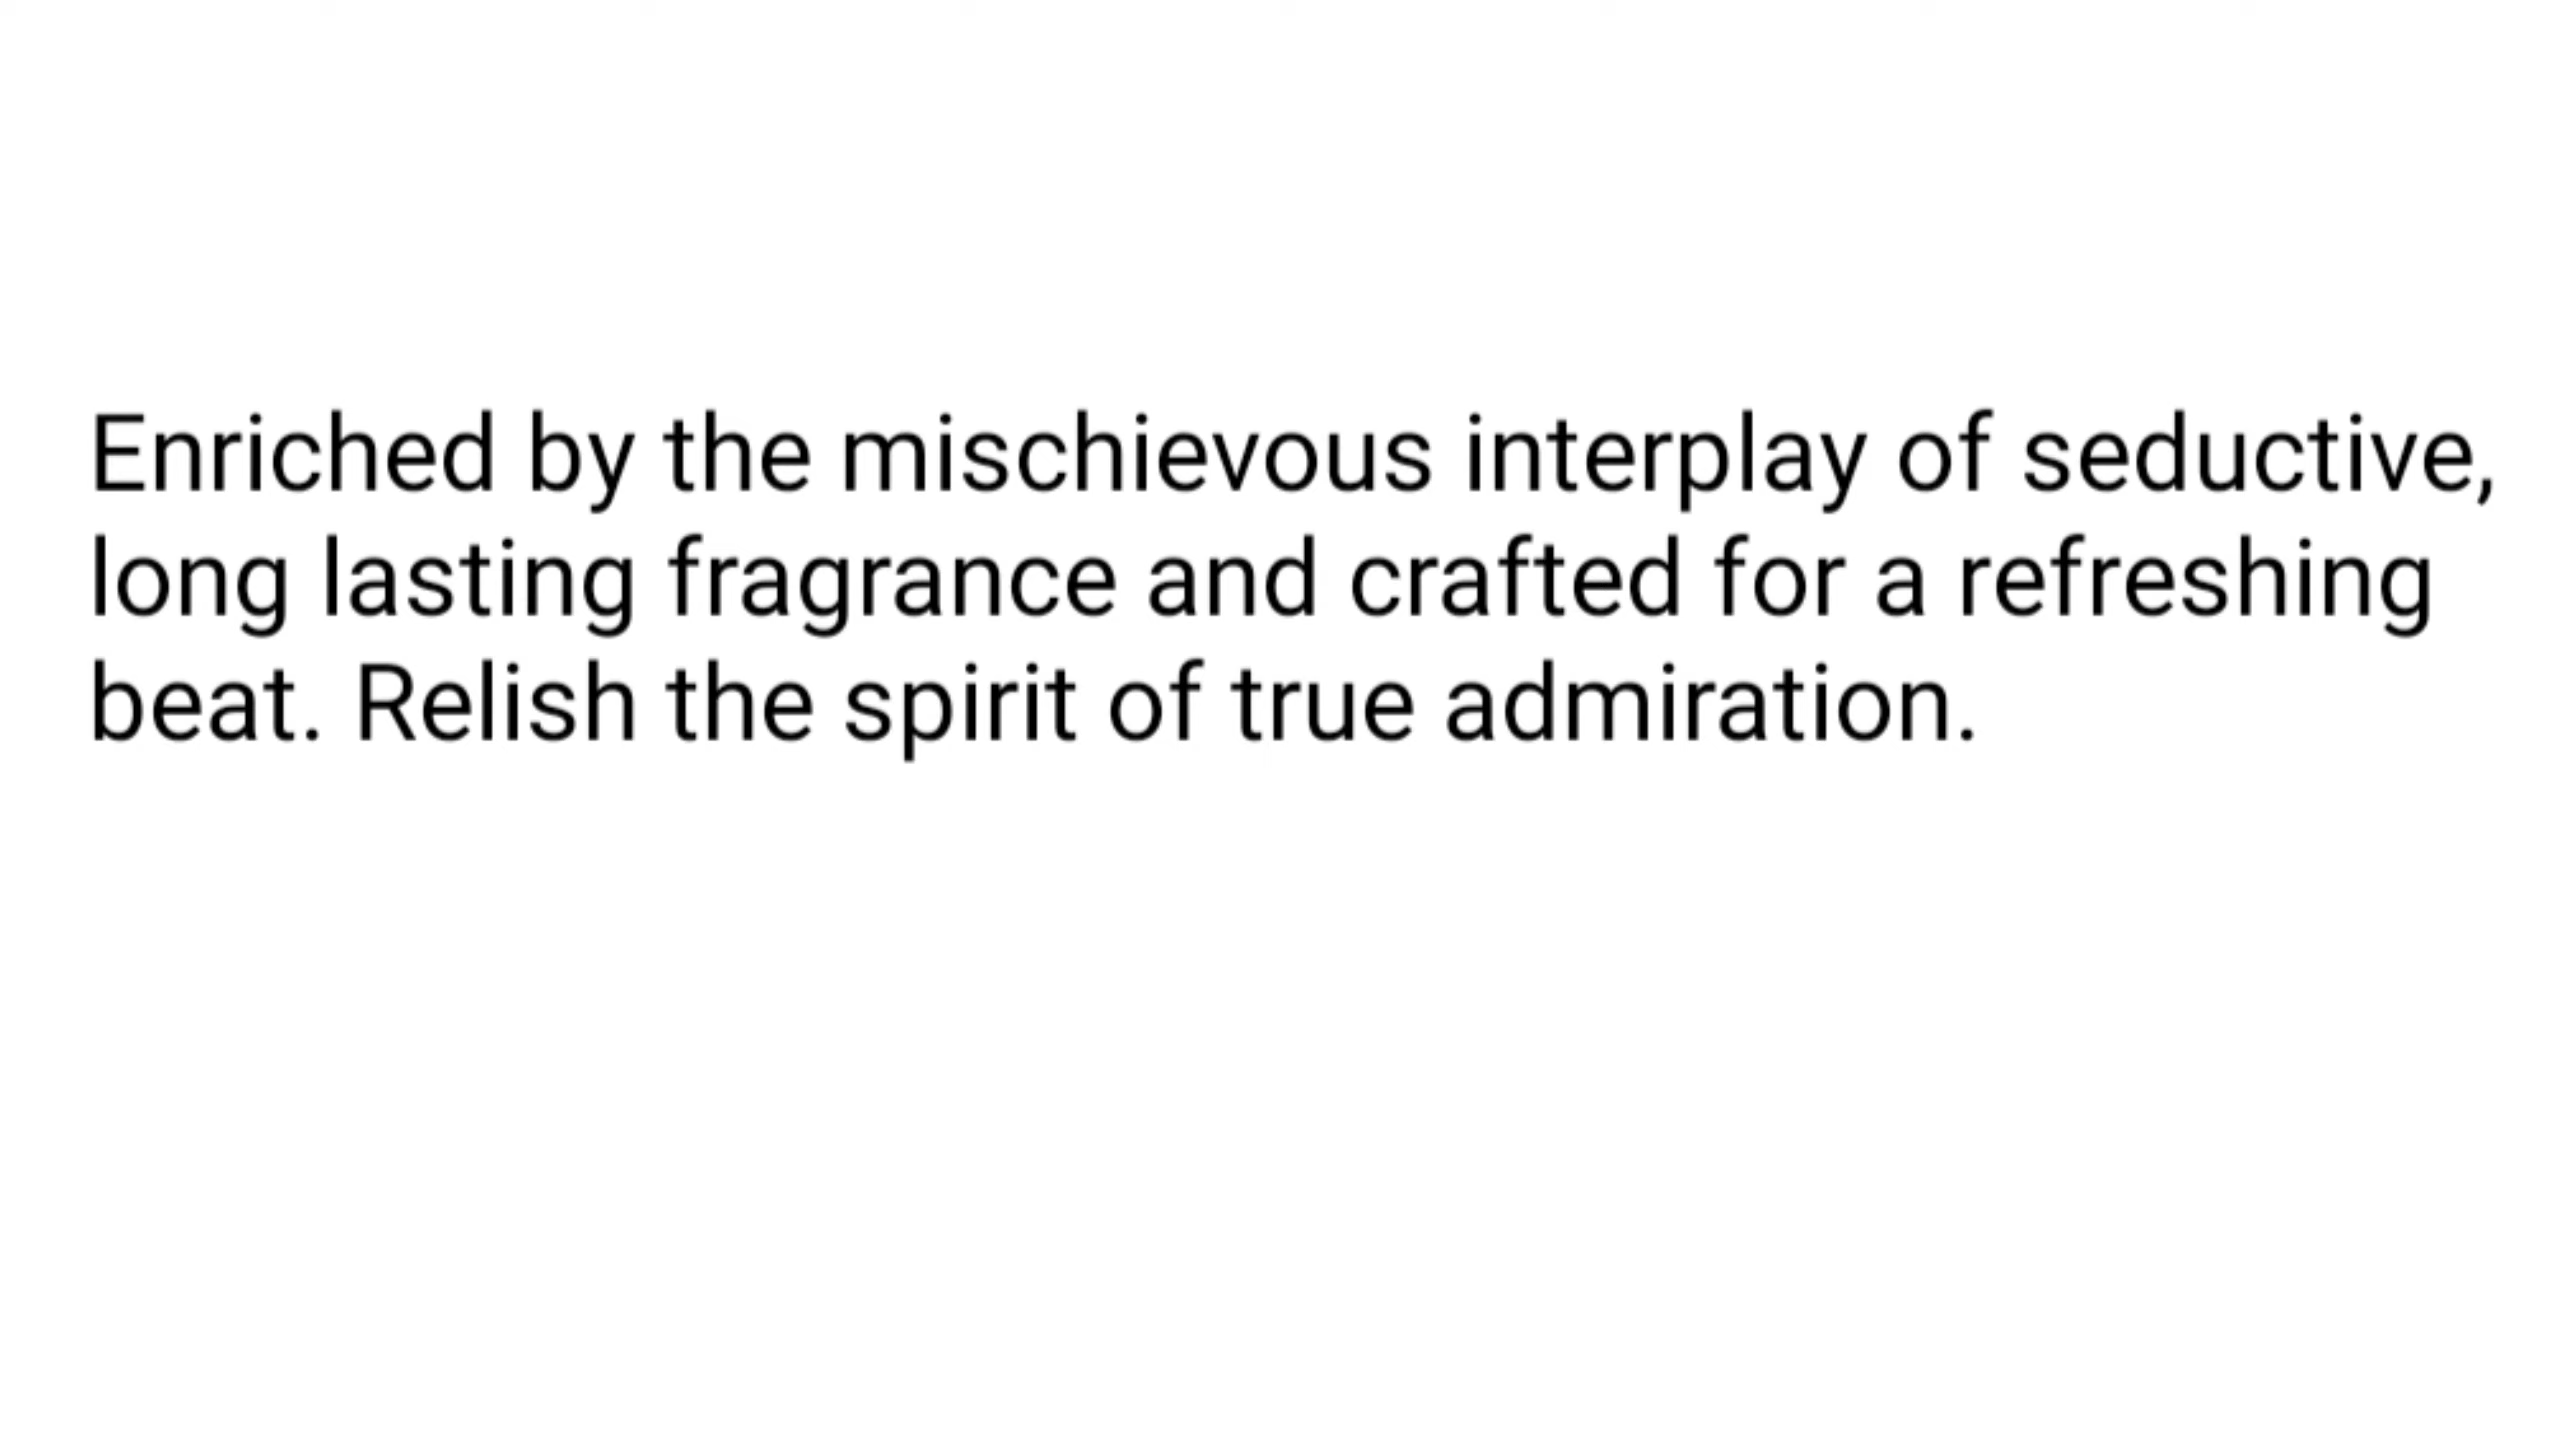 Enriched by the mischievous interplay of seductive,
long lasting fragrance and crafted for a refreshing
beat. Relish the spirit of true admiration.